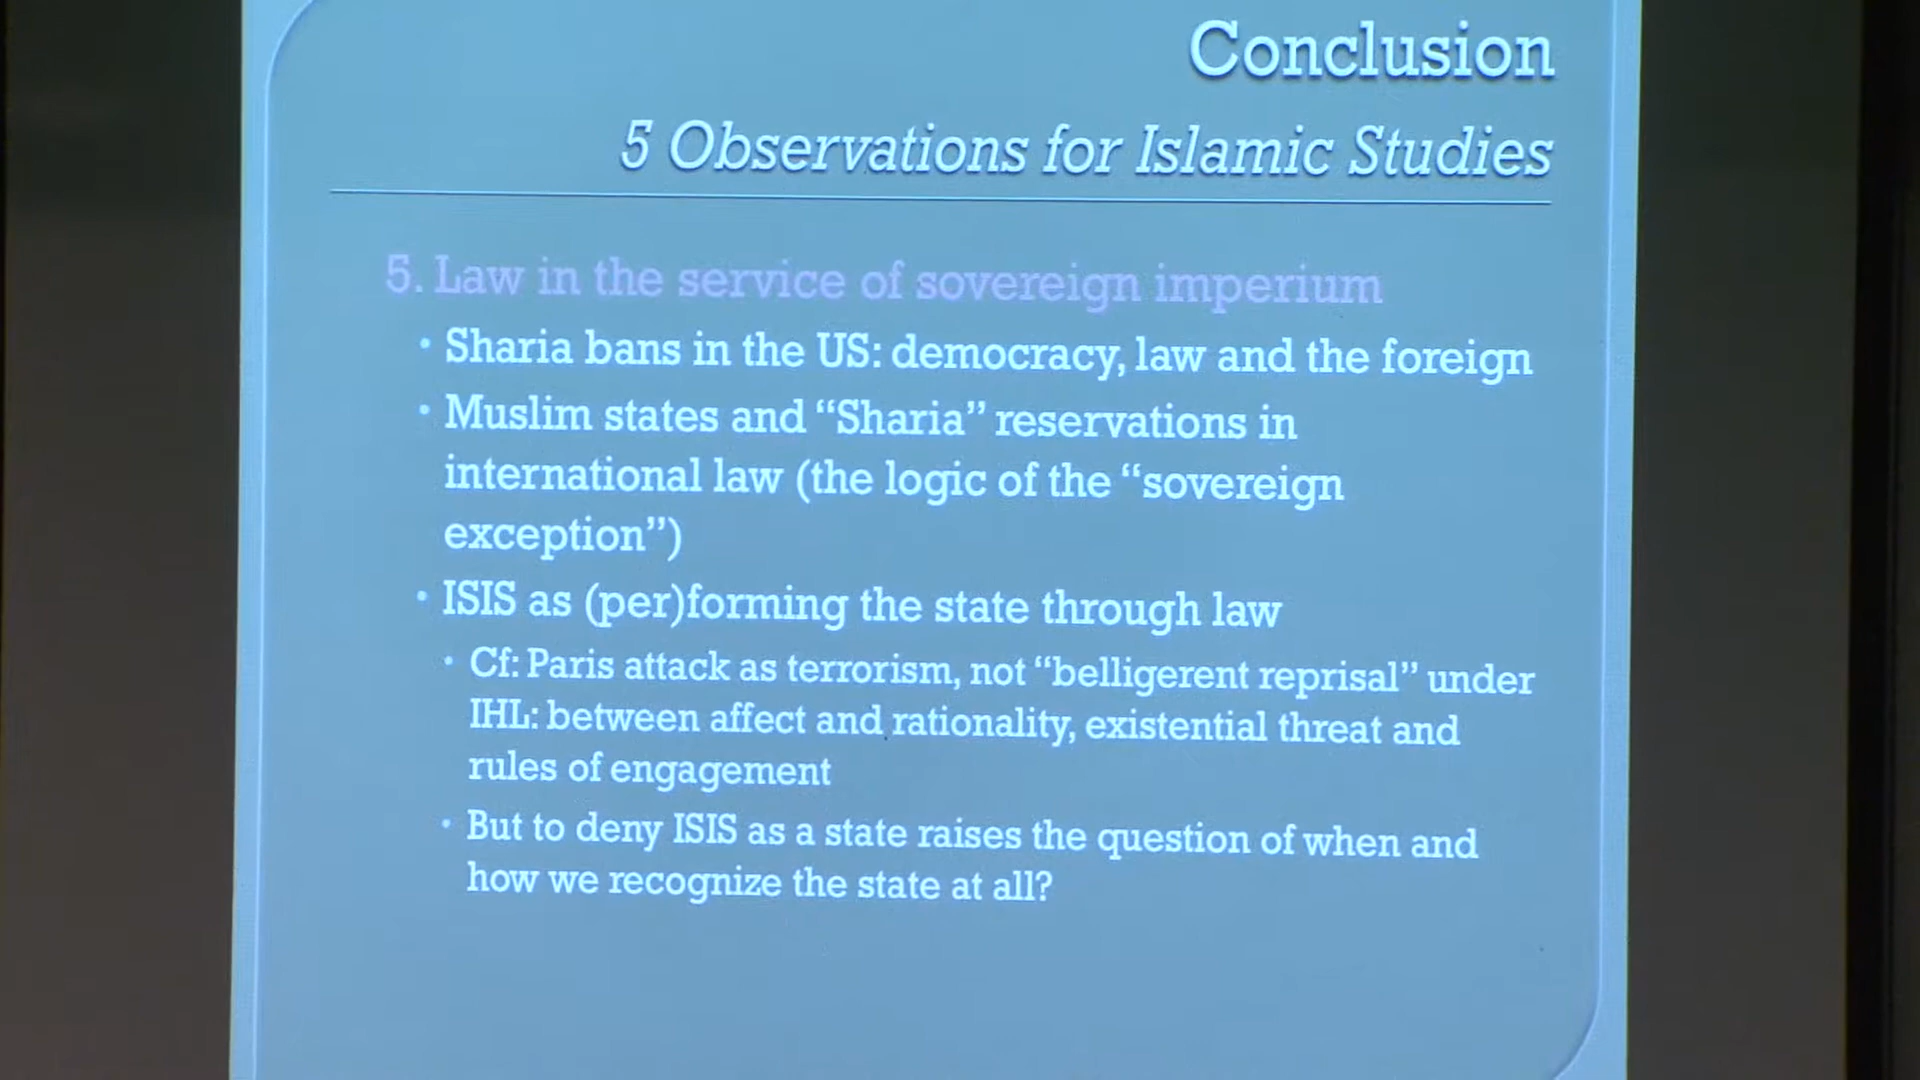 Conclusion
5 Observations for Islamic Studies
5. Law in the service of sovereign imperium
• Sharia bans in the US: democracy, law and the foreign
• Muslim states and “Sharia” reservations in
international law (the logic of the “sovereign
exception”)
• ISIS as (per)forming the state through law
• Cf: Paris attack as terrorism, not “belligerent reprisal” under
IHL: between affect and rationality, existential threat and
rules of engagement
• But to deny ISIS as a state raises the question of when and
how we recognize the state at all?